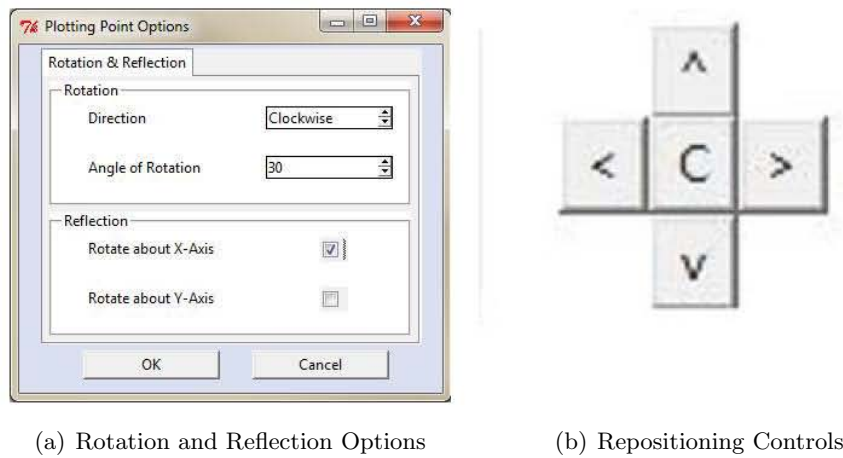 Plotting Point Options
Rotation & Reflection
Rotation
Direction Clockwise
Angle of Rotation 30
Reflection
Rotate about X-Axis
Rotate about Y-Axis
OK Cancel
^
< C >
v
(a) Rotation and Reflection Options
(b) Repositioning Controls